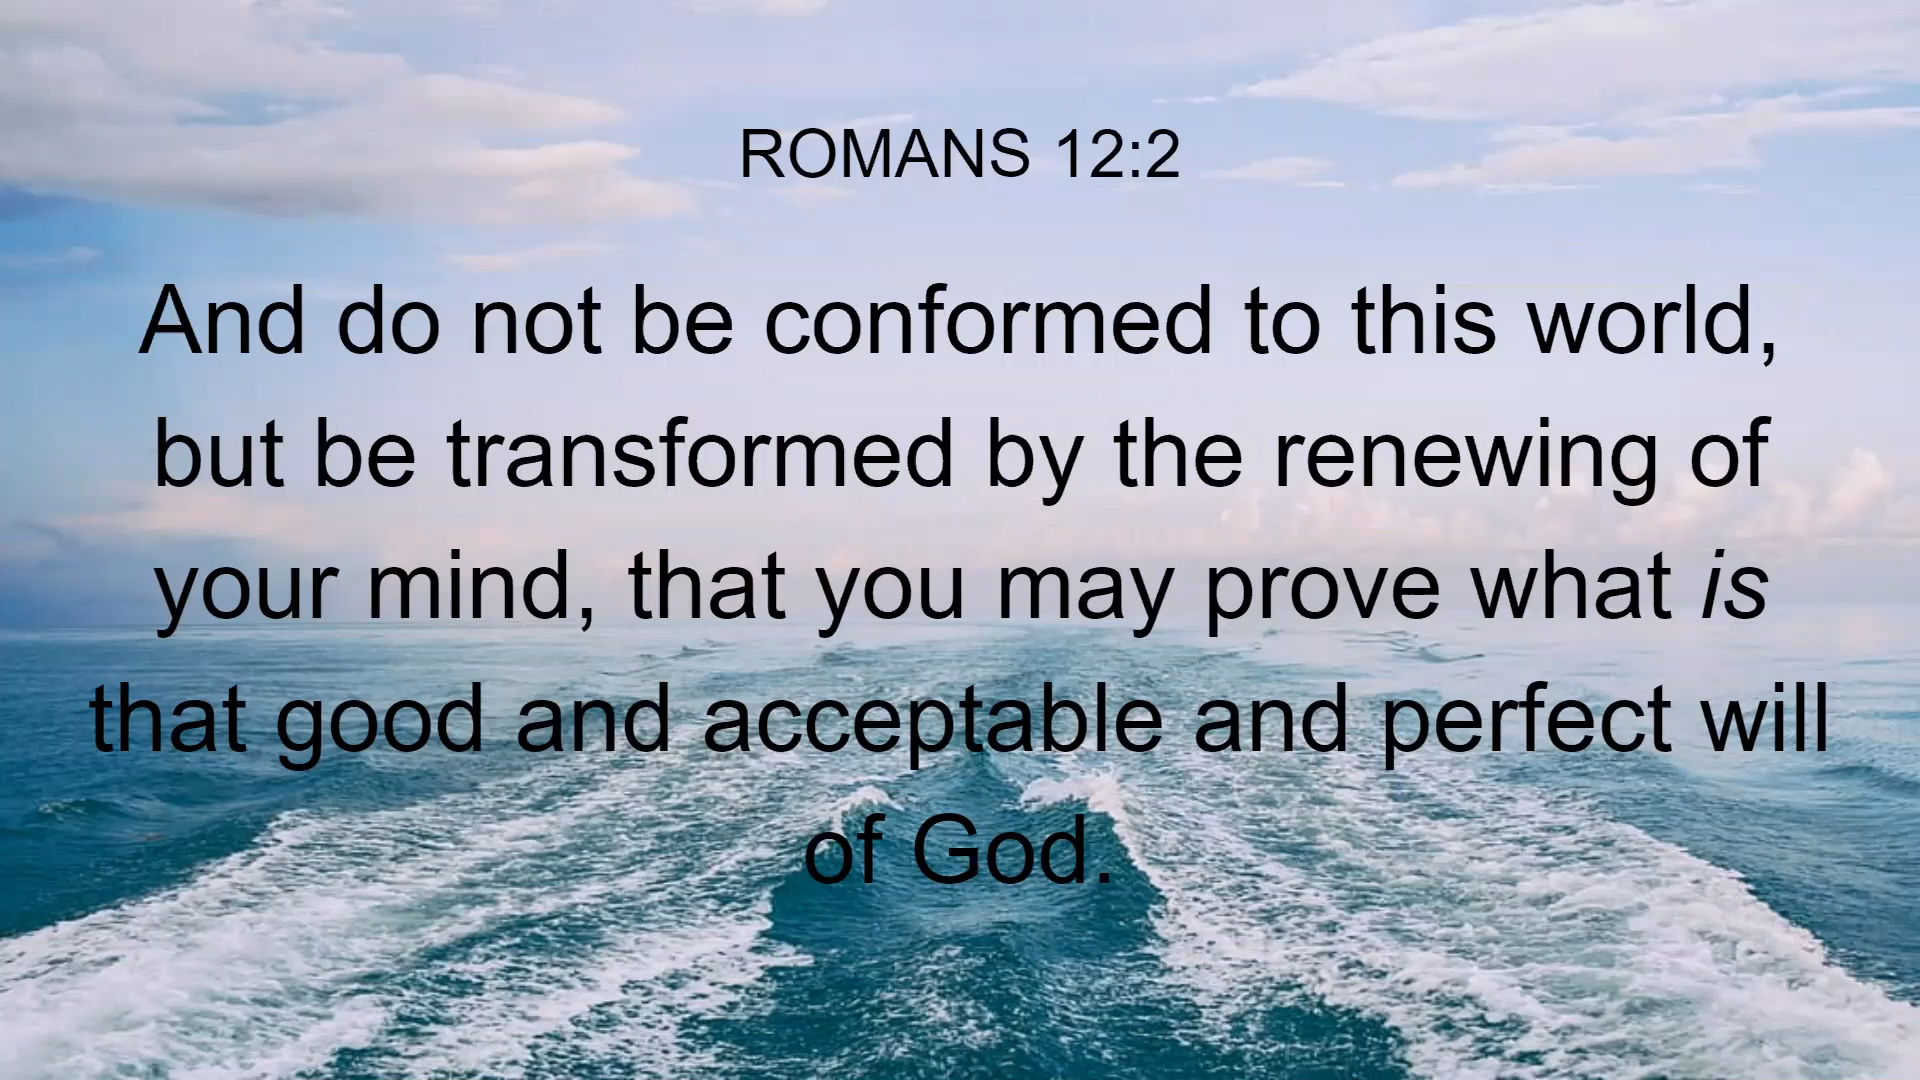 ROMANS 12:2
And do not be conformed to this world,
but be transformed by the renewing of
your mind, that you may prove what is
that good and acceptable and perfect will
of God.